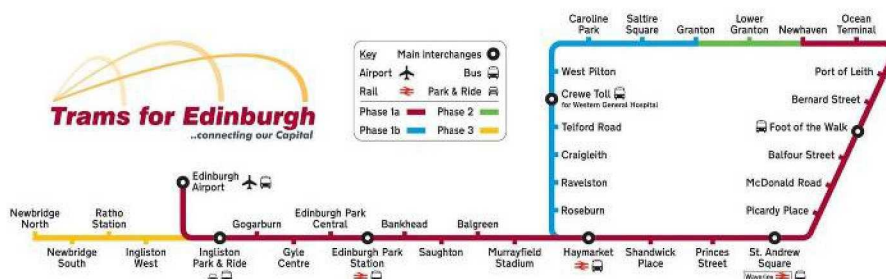 Trams for Edinburgh
..connecting our Capital
Key Main interchanges
Airport Bus
Rail Park & Ride
Phase 1a Phase 2
Phase 1b Phase 3
Caroline
Park
Saltire
Square
Granton
Lower
Granton
Newhaven
Ocean
Terminal
West Pilton
Crewe Toll
for Western General Hospital
Telford Road
Craigleith
Ravelston
Roseburn
Port of Leith
Bernard Street
Foot of the Walk
Balfour Street
McDonald Road
Picardy Place
Edinburgh
Airport
Newbridge
North
Ratho
Station
Gogarburn
Edinburgh Park
Central
Bankhead
Balgreen
Newbridge
South
Ingliston
West
Ingliston
Park & Ride
Gyle
Centre
Edinburgh Park
Station
Saughton
Murrayfield
Stadium
Haymarket
Shandwick
Place
Princes
Street
St. Andrew
Square
Waverley